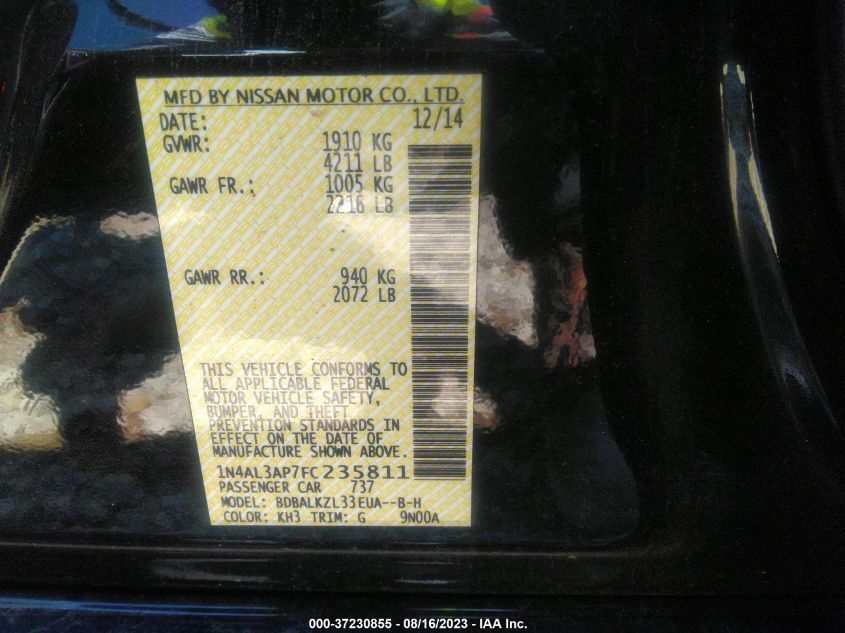 MFD BY NISSAN MOTOR CO., LTD.
DATE: 12/14
GVWR: 1910 KG
4211 LB
GAWR FR.: 1005 KG
2216 LB
GAWR RR.: 940 KG
2072 LB
THIS VEHICLE CONFORMS TO
ALL APPLICABLE FEDERAL
MOTOR VEHICLE SAFETY,
BUMPER, AND THEFT
PREVENTION STANDARDS IN
EFFECT ON THE DATE OF
MANUFACTURE SHOWN ABOVE.
1N4AL3AP7FC235811
PASSENGER CAR 737
MODEL: BDBALKZL33EUA--B-H
COLOR: KH3 TRIM: G 9N00A
000-37230855 - 08/16/2023 - IAA Inc.